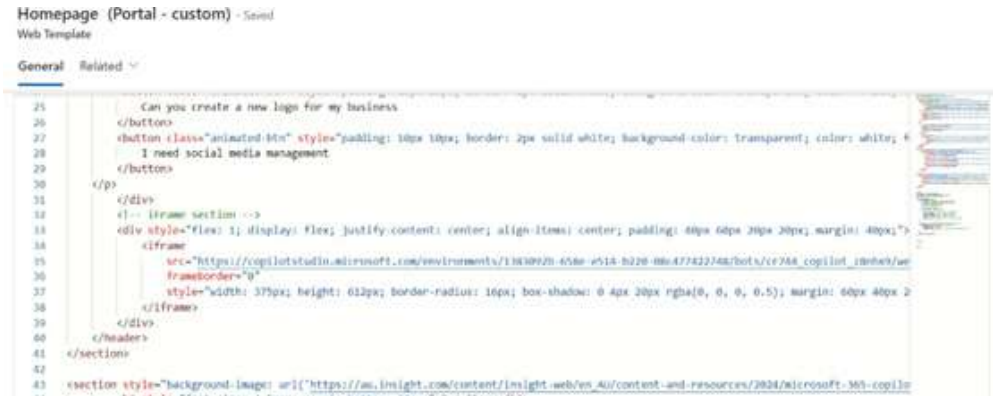 Homepage (Portal - custom) - Saved
Web Template
General Related
25 Can you create a new logo for my business
26 </button>
27 <button class="animated-btn" style="padding: 10px 10px; border: 2px solid white; background-color: transparent; color: white; f
28 I need social media management
29 </button>
30 </p>
31 </div>
32 <!-- iframe section -->
33 <div style="flex: 1; display: flex; justify-content: center; align-items: center; padding: 60px 60px 20px 20px; margin: 40px;">
34 <iframe
35 src="https://copilotstudio.microsoft.com/environments/
36 frameborder="0"
37 style="width: 375px; height: 612px; border-radius: 16px; box-shadow: 0 4px 20px rgba(0, 0, 0, 0.5); margin: 60px 40px 2
38 </iframe>
39 </div>
40 </header>
41 </section>
42
43 <section style="background-image: url('https://au.insight.com/content/insight-web/en_AU/content-and-resources/2024/microsoft-365-copilo